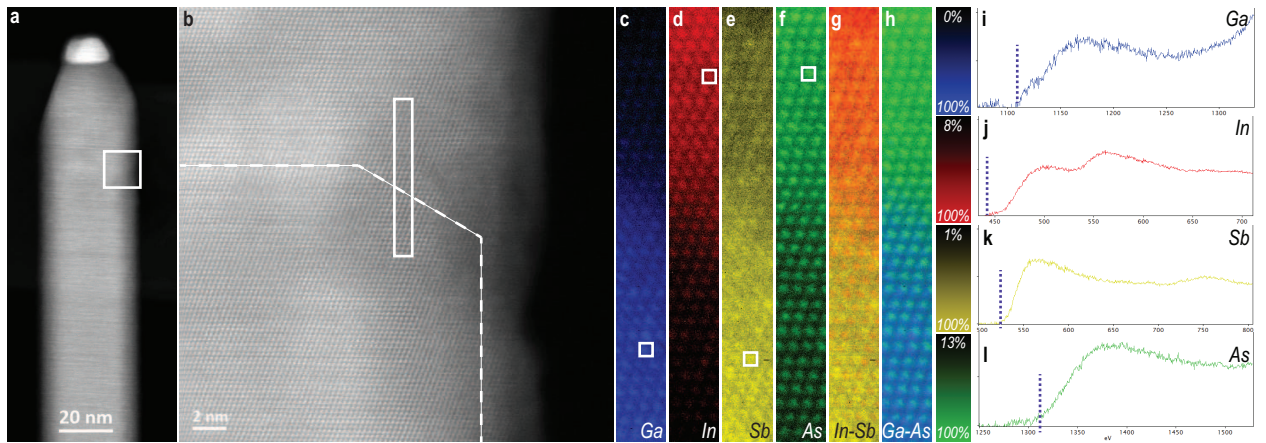 a
20 nm
b
2 nm
c
Ga
d
In
e
Sb
f
As
g
In-Sb
h
Ga-As
0%
100%
8%
100%
1%
100%
13%
100%
i
Ga
1100 1150 1200 1250 1300
j
In
450 500 550 600 650 700
k
Sb
500 550 600 650 700 750 800
l
As
1250 1300 1350 1400 1450 1500
eV